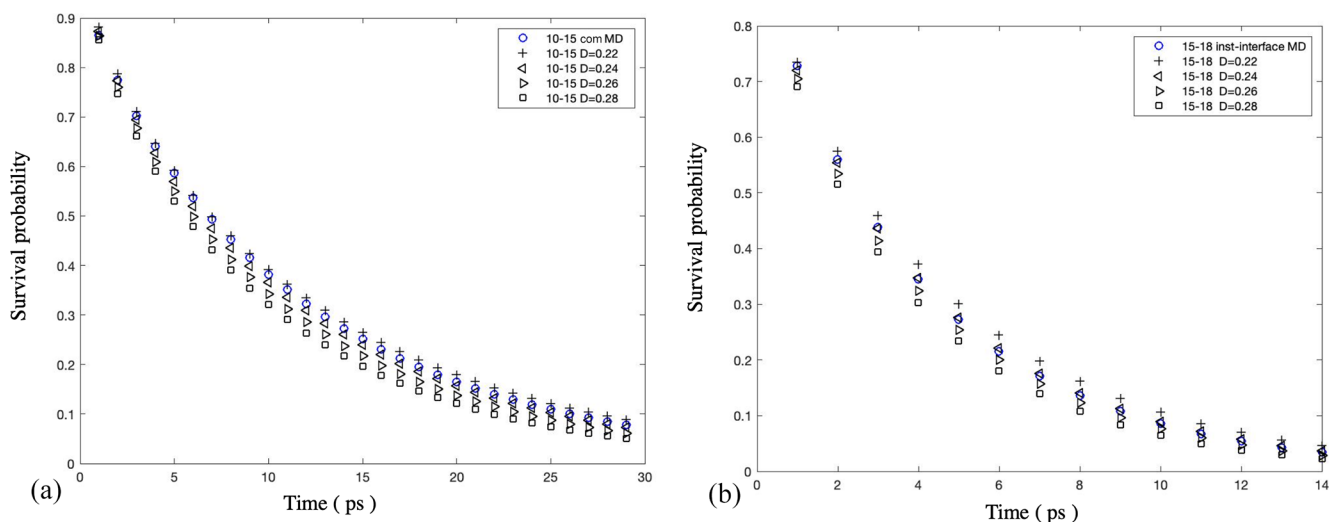 0.9
0.8
0.7
0.6
0.5
0.4
0.3
0.2
0.1
0
Survival probability
10-15 com MD
10-15 D=0.22
10-15 D=0.24
10-15 D=0.26
10-15 D=0.28
5 10 15 20 25 30
Time ( ps )
(a)
0.8
0.7
0.6
0.5
0.4
0.3
0.2
0.1
0
Survival probability
15-18 inst-interface MD
15-18 D=0.22
15-18 D=0.24
15-18 D=0.26
15-18 D=0.28
0 2 4 6 8 10 12 14
Time ( ps )
(b)